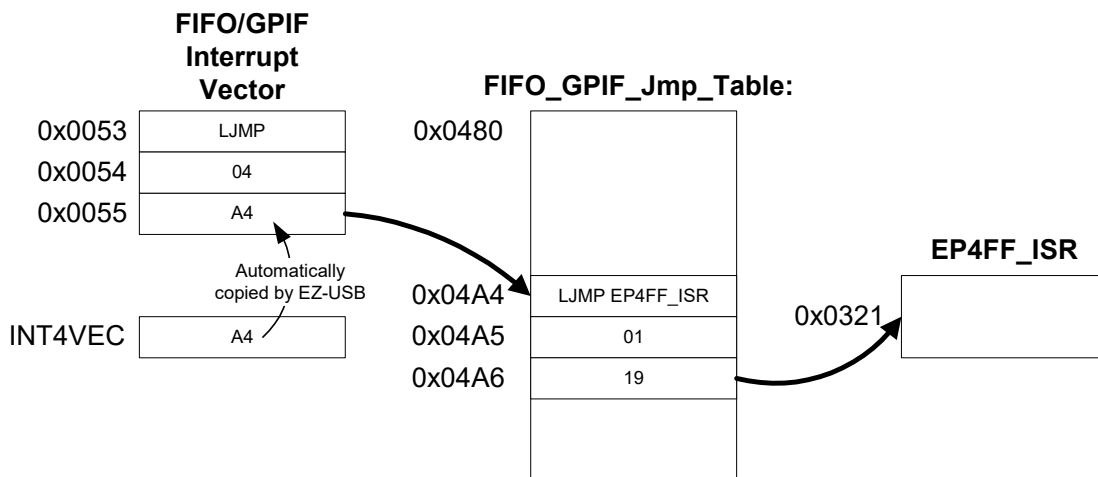 FIFO/GPIF
Interrupt
Vector
FIFO_GPIF_Jmp_Table:
0x0053
LJMP
0x0480
0x0054
04
0x0055
A4
EP4FF_ISR
Automatically
copied by EZ-USB
0x04A4
LJMP EP4FF_ISR
0x0321
INT4VEC
A4
0x04A5
01
0x04A6
19